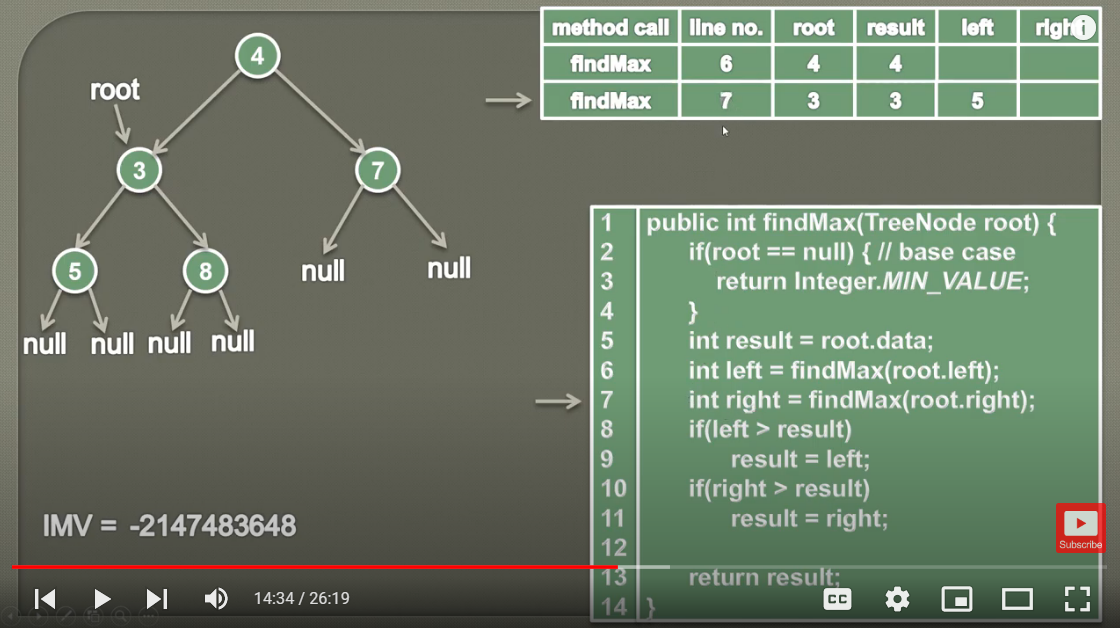 method call line no. root result left righ
findMax 6 4 4
findMax 7 3 3 5
4
root
3 7
5 8 null null
null null null null
1 public int findMax(TreeNode root) {
2 if(root == null) { // base case
3 return Integer.MIN_VALUE;
4 }
5 int result = root.data;
6 int left = findMax(root.left);
7 int right = findMax(root.right);
8 if(left > result)
9 result = left;
10 if(right > result)
11 result = right;
12
13 return result;
14 }
IMV = -2147483648
Subscribe
14:34 / 26:19
CC